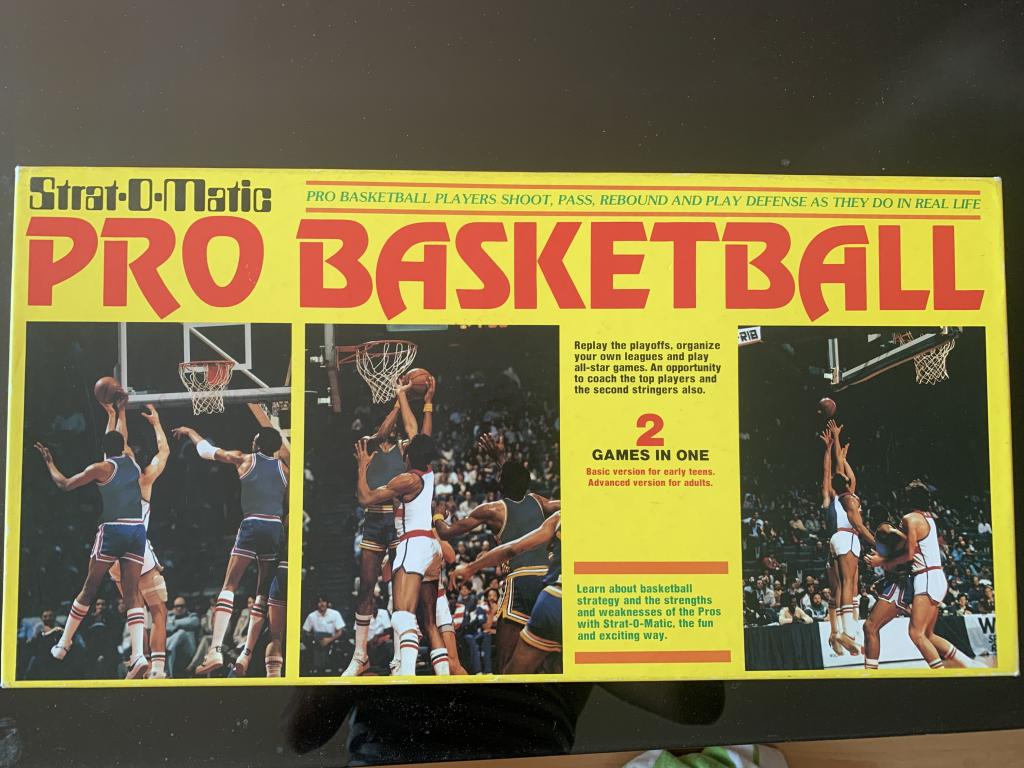 Strat-O-Matic
PRO BASKETBALL PLAYERS SHOOT, PASS, REBOUND AND PLAY DEFENSE AS THEY DO IN REAL LIFE
PRO BASKETBALL
Replay the playoffs, organize
your own leagues and play
all-star games. An opportunity
to coach the top players and
the second stringers also.
2
GAMES IN ONE
Basic version for early teens.
Advanced version for adults.
Learn about basketball
strategy and the strengths
and weaknesses of the Pros
with Strat-O-Matic, the fun
and exciting way.